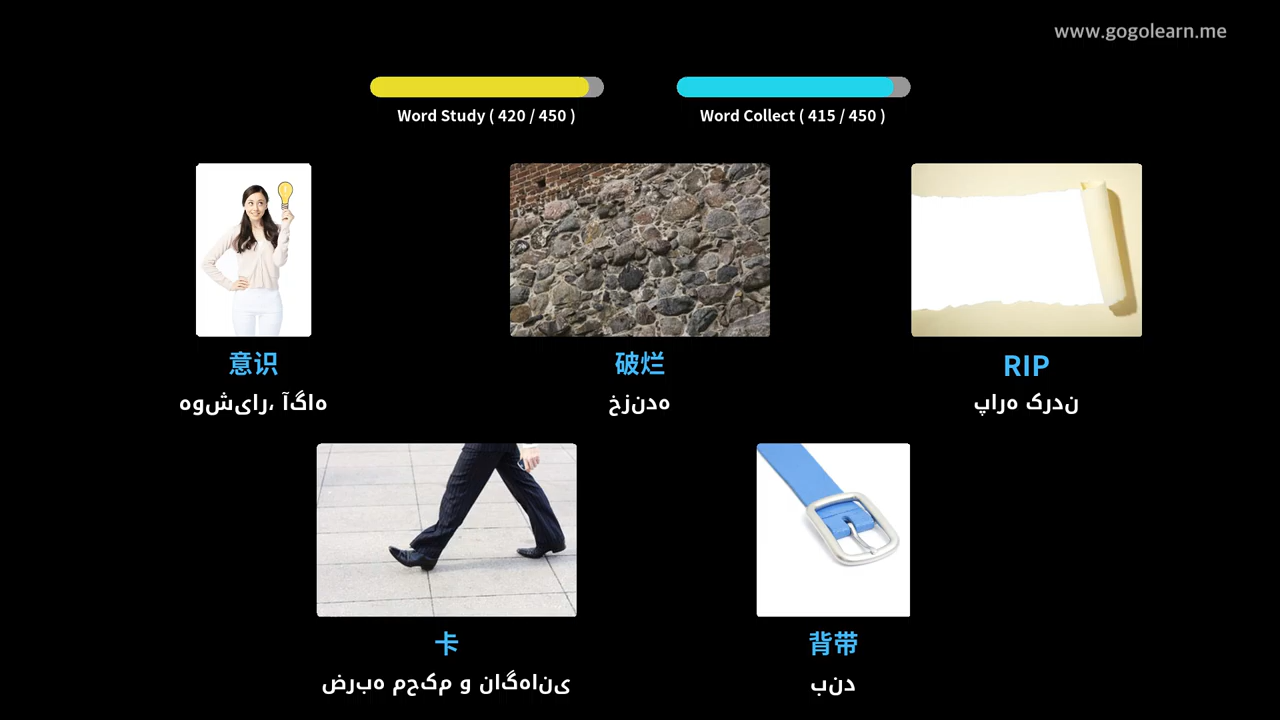 www.gogolearn.me
Word Study ( 420 / 450 )
Word Collect ( 415 / 450 )
意识
破烂
RIP
هوشیار، آگاه
خزنده
پاره کردن
卡
背带
ضربه محکم و ناگهانی
بند